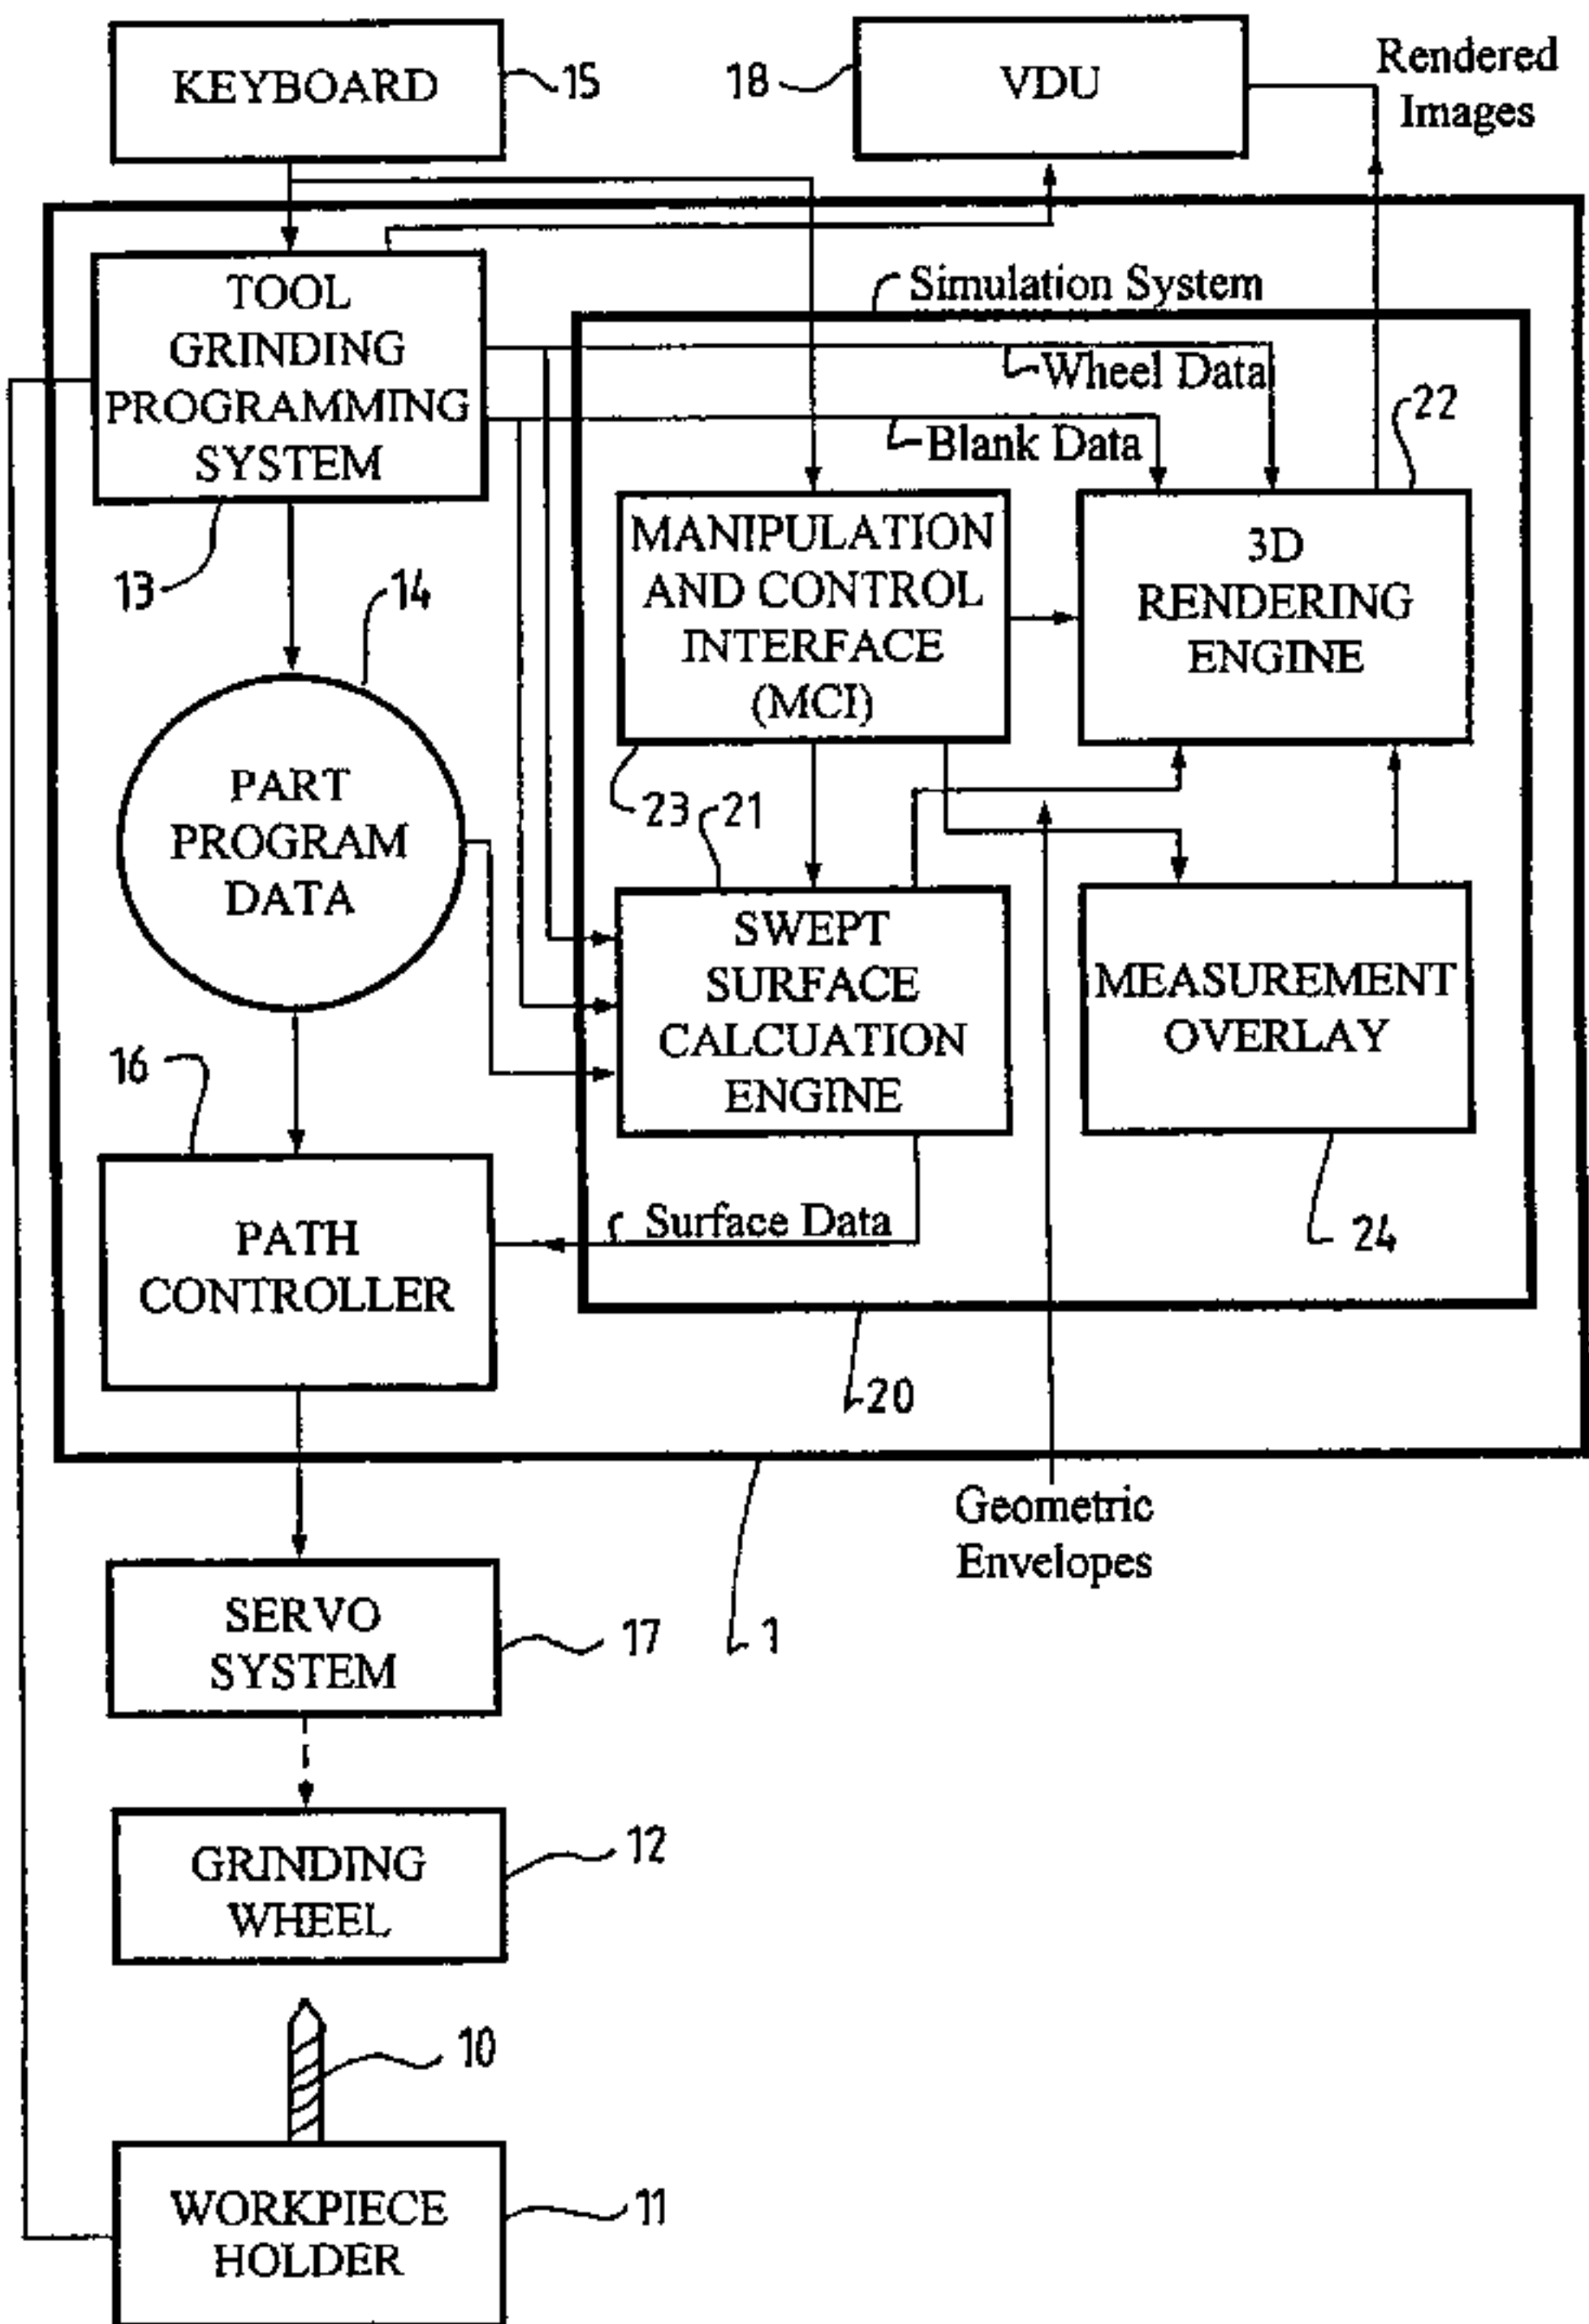 KEYBOARD
15
18
VDU
Rendered
Images
TOOL
GRINDING
PROGRAMMING
SYSTEM
13
Simulation System
Wheel Data
Blank Data
22
MANIPULATION
AND CONTROL
INTERFACE
(MCI)
23
3D
RENDERING
ENGINE
14
PART
PROGRAM
DATA
21
SWEPT
SURFACE
CALCUATION
ENGINE
MEASUREMENT
OVERLAY
24
16
PATH
CONTROLLER
Surface Data
20
1
Geometric
Envelopes
SERVO
SYSTEM
17
GRINDING
WHEEL
12
10
WORKPIECE
HOLDER
11